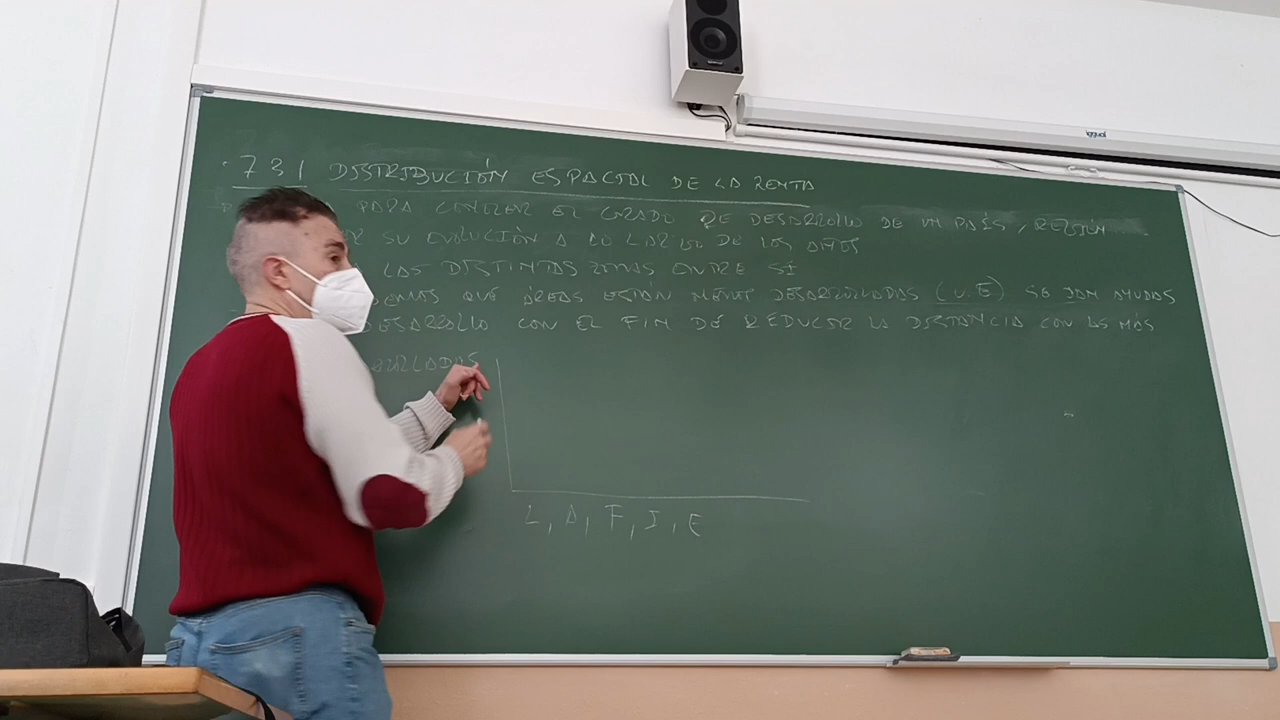 7 3 1 DISTRIBUCIÓN ESPACIAL DE LA RENTA
PARA CONOCER EL GRADO DE DESARROLLO DE UN PAÍS, REGIÓN
SU EVOLUCIÓN A LO LARGO DE LOS AÑOS
LAS DISTINTAS ZONAS ENTRE SÍ
QUÉ ÁREAS ESTÁN MENOS DESARROLLADAS (U.E) SE DAN AYUDAS
DESARROLLO CON EL FIN DE REDUCIR LA DISTANCIA CON LAS MÁS
L, A, F, I, E
iggual